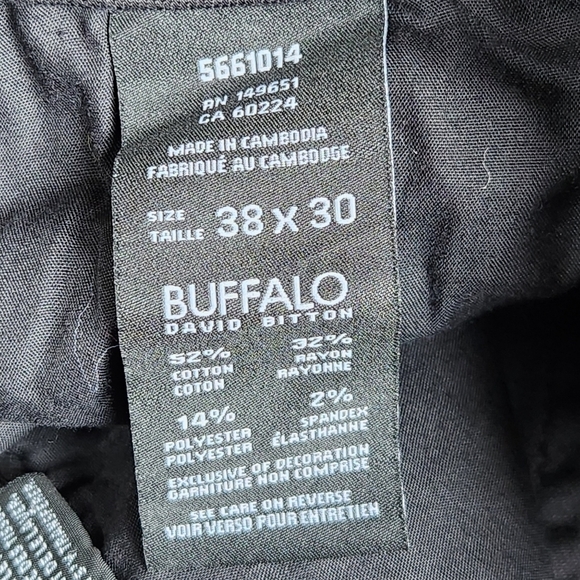 5661014
RN 149651
CA 60224
MADE IN CAMBODIA
FABRIQUÉ AU CAMBODGE
SIZE
TAILLE 38 X 30
BUFFALO
DAVID BITTON
52% 32%
COTTON RAYON
COTON RAYONNE
14% 2%
POLYESTER SPANDEX
POLYESTER ÉLASTHANNE
EXCLUSIVE OF DECORATION
GARNITURE NON COMPRISE
SEE CARE ON REVERSE
VOIR VERSO POUR ENTRETIEN